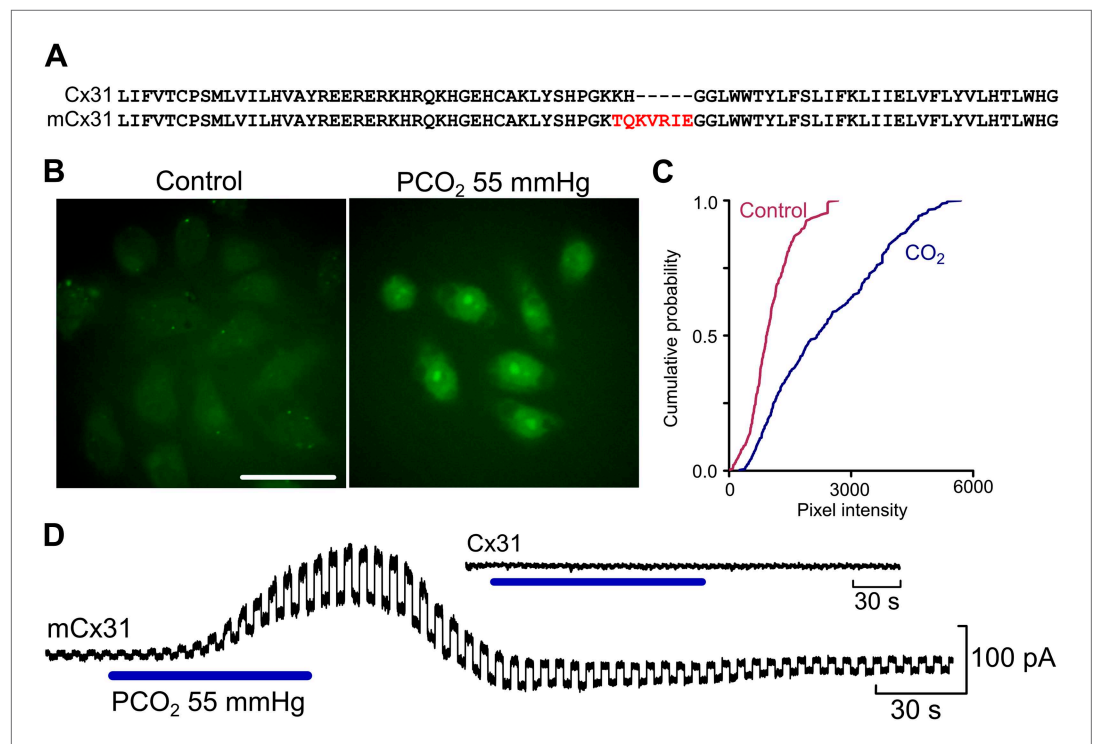 A
Cx31 LIFVTCPSMLVILHVAYREERERKHRQKHGEHCAKLYSHPGKKH-----GGLWWTYLFSLIFKLIIELVFLYVLHTLWHG
mCx31 LIFVTCPSMLVILHVAYREERERKHRQKHGEHCAKLYSHPGKTQKVRIEGGLWWTYLFSLIFKLIIELVFLYVLHTLWHG
B
Control
PCO₂ 55 mmHg
C
1.0
0.5
0.0
Cumulative probability
Control
CO₂
0
3000
6000
Pixel intensity
D
Cx31
30 s
mCx31
PCO₂ 55 mmHg
100 pA
30 s